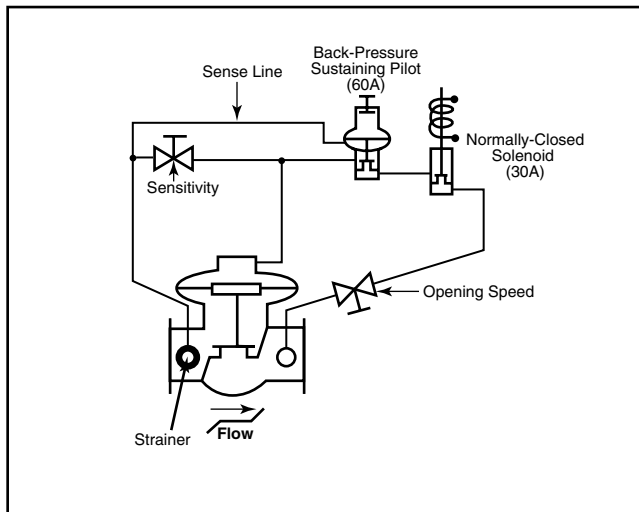 Back-Pressure
Sustaining Pilot
(60A)
Sense Line
Normally-Closed
Solenoid
(30A)
Sensitivity
Opening Speed
Flow
Strainer